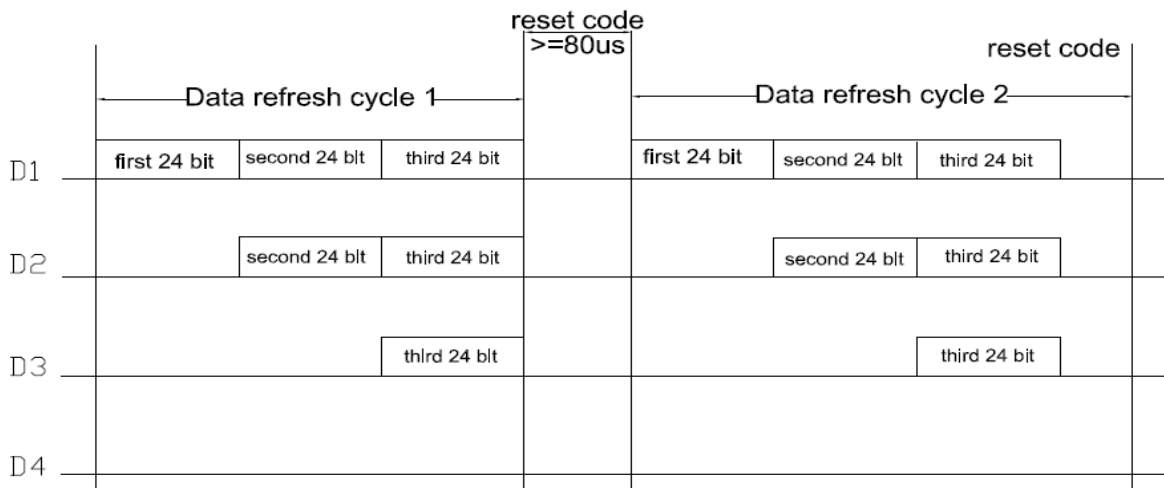 reset code
>=80us
reset code
Data refresh cycle 1
Data refresh cycle 2
first 24 bit second 24 blt third 24 bit first 24 bit second 24 blt third 24 bit
D1
second 24 blt third 24 bit second 24 blt third 24 bit
D2
thlrd 24 blt third 24 bit
D3
D4